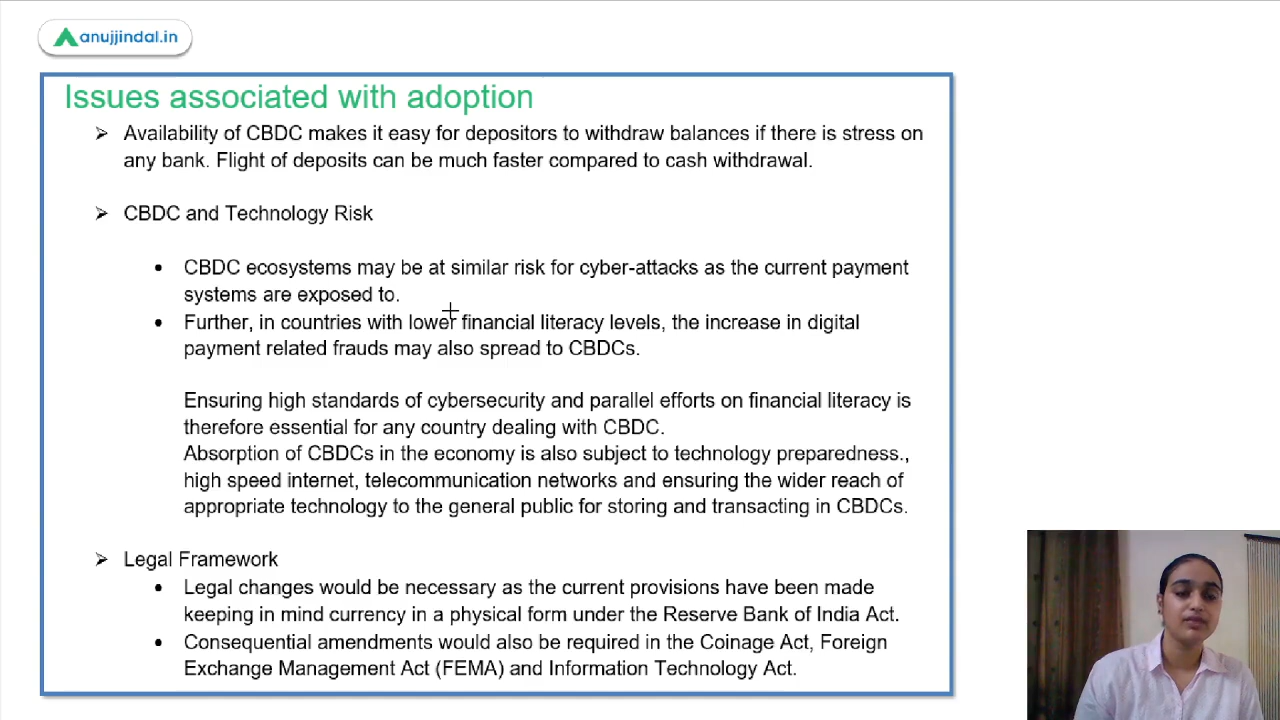 anujjindal.in
Issues associated with adoption
➢ Availability of CBDC makes it easy for depositors to withdraw balances if there is stress on
any bank. Flight of deposits can be much faster compared to cash withdrawal.
➢ CBDC and Technology Risk
• CBDC ecosystems may be at similar risk for cyber-attacks as the current payment
systems are exposed to.
• Further, in countries with lower financial literacy levels, the increase in digital
payment related frauds may also spread to CBDCs.
Ensuring high standards of cybersecurity and parallel efforts on financial literacy is
therefore essential for any country dealing with CBDC.
Absorption of CBDCs in the economy is also subject to technology preparedness.,
high speed internet, telecommunication networks and ensuring the wider reach of
appropriate technology to the general public for storing and transacting in CBDCs.
➢ Legal Framework
• Legal changes would be necessary as the current provisions have been made
keeping in mind currency in a physical form under the Reserve Bank of India Act.
• Consequential amendments would also be required in the Coinage Act, Foreign
Exchange Management Act (FEMA) and Information Technology Act.